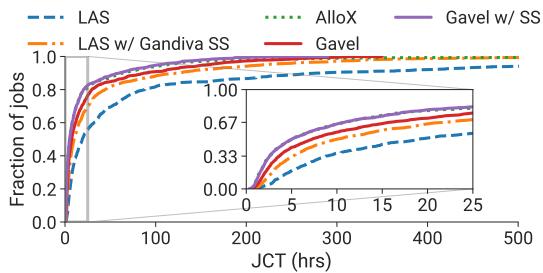 LAS
AlloX
Gavel w/ SS
LAS w/ Gandiva SS
Gavel
Fraction of jobs
1.0
0.8
0.6
0.4
0.2
0.0
1.00
0.67
0.33
0.00
0 5 10 15 20 25
0 100 200 300 400 500
JCT (hrs)